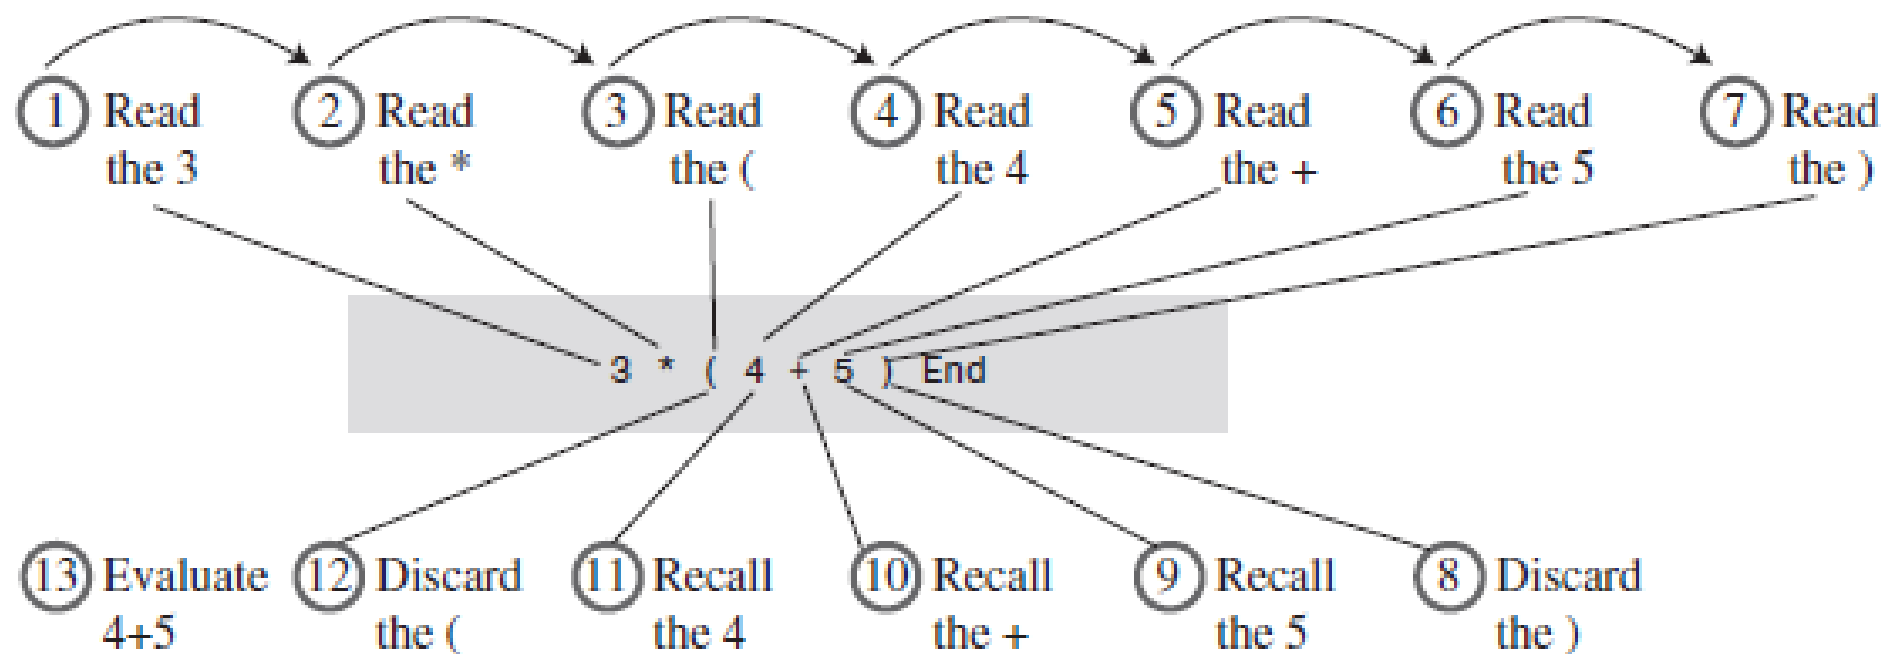 1 Read the 3
2 Read the *
3 Read the (
4 Read the 4
5 Read the +
6 Read the 5
7 Read the )
3 * ( 4 + 5 ) End
13 Evaluate 4+5
12 Discard the (
11 Recall the 4
10 Recall the +
9 Recall the 5
8 Discard the )